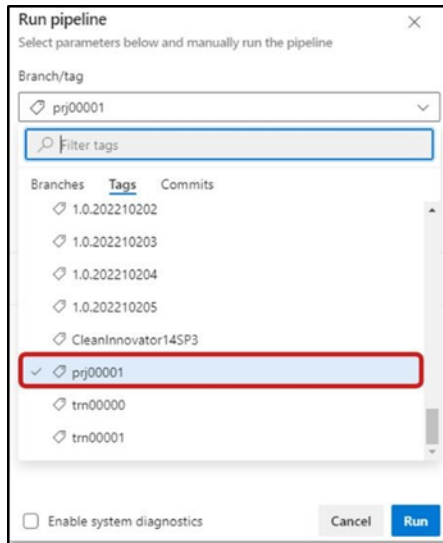 Run pipeline
Select parameters below and manually run the pipeline
Branch/tag
prj00001
Filter tags
Branches Tags Commits
1.0.202210202
1.0.202210203
1.0.202210204
1.0.202210205
CleanInnovator14SP3
prj00001
trn00000
trn00001
Enable system diagnostics
Cancel Run